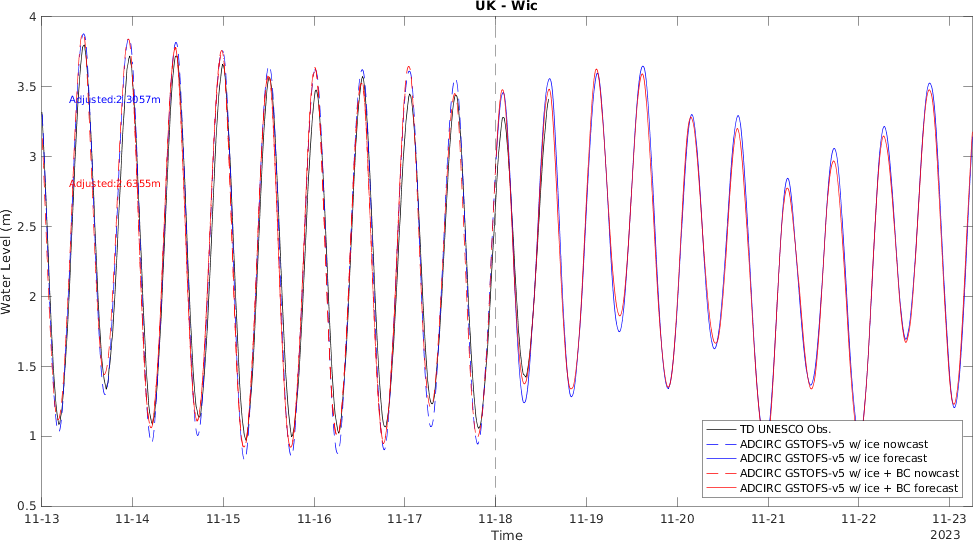 UK - Wic
4
3.5
3
2.5
2
1.5
1
0.5
Water Level (m)
Adjusted:2.3057m
Adjusted:2.6355m
TD UNESCO Obs.
ADCIRC GSTOFS-v5 w/ ice nowcast
ADCIRC GSTOFS-v5 w/ ice forecast
ADCIRC GSTOFS-v5 w/ ice + BC nowcast
ADCIRC GSTOFS-v5 w/ ice + BC forecast
11-13 11-14 11-15 11-16 11-17 11-18 11-19 11-20 11-21 11-22 11-23
Time
2023